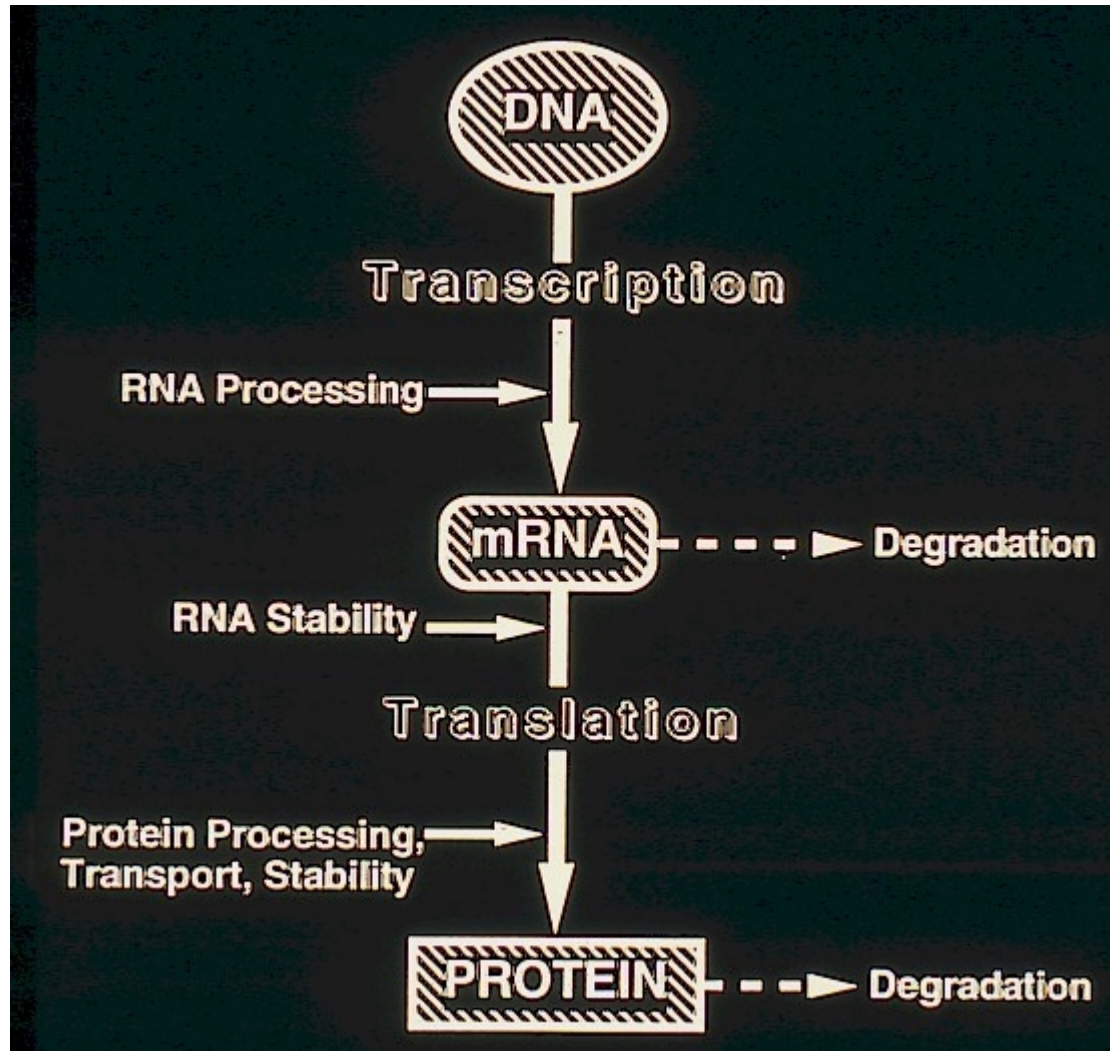 DNA
Transcription
RNA Processing
mRNA
Degradation
RNA Stability
Translation
Protein Processing,
Transport, Stability
PROTEIN
Degradation